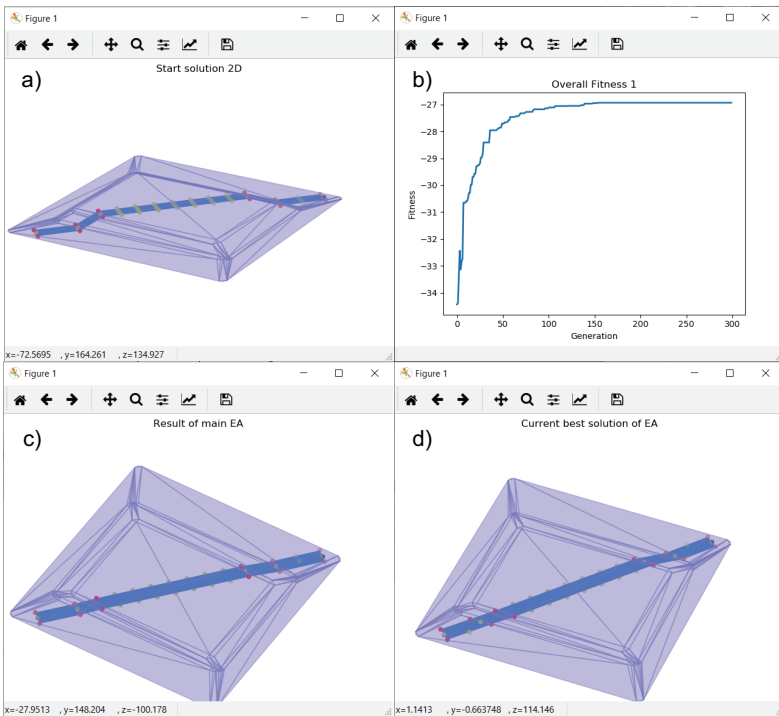 Figure 1
a)
Start solution 2D
x=-72.5695 , y=164.261 , z=134.927
Figure 1
b)
Overall Fitness 1
Fitness
−27
−28
−29
−30
−31
−32
−33
−34
0 50 100 150 200 250 300
Generation
Figure 1
c)
Result of main EA
x=-27.9513 , y=148.204 , z=-100.178
Figure 1
d)
Current best solution of EA
x=1.1413 , y=-0.663748 , z=114.146